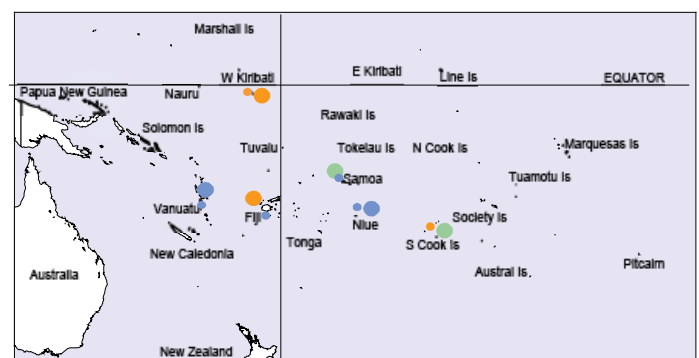 Marshall Is
W Kiribati
E Kiribati
Line Is
EQUATOR
Papua New Guinea
Nauru
Rawaki Is
Solomon Is
Tuvalu
Tokelau Is
N Cook Is
Marquesas Is
Samoa
Tuamotu Is
Vanuatu
Fiji
Niue
Society Is
S Cook Is
Tonga
New Caledonia
Australia
Austral Is.
Pitcairn
New Zealand